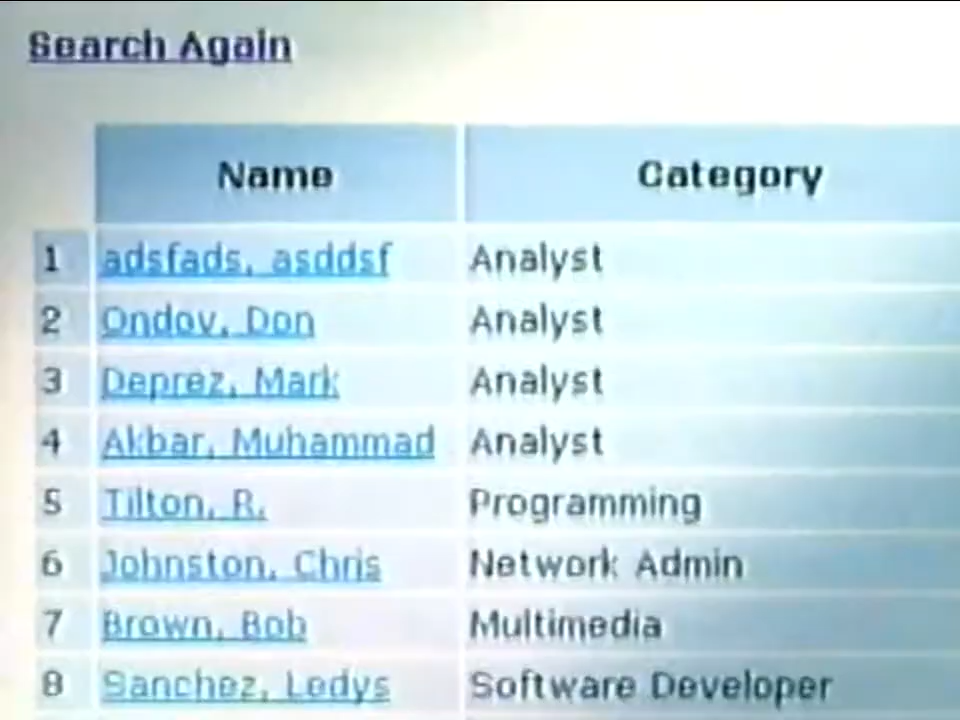 Search Again
Name Category
1 adsfads, asddsf Analyst
2 Ondov, Don Analyst
3 Deprez, Mark Analyst
4 Akbar, Muhammad Analyst
5 Tilton, R. Programming
6 Johnston, Chris Network Admin
7 Brown, Bob Multimedia
8 Sanchez, Ledys Software Developer